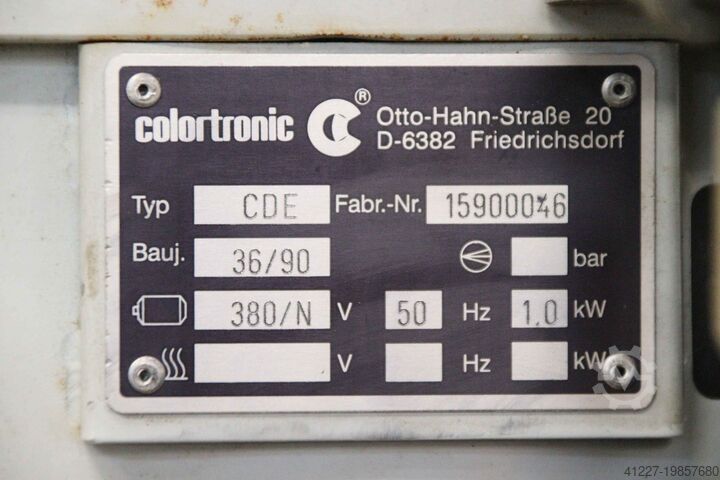 colortronic C ® Otto-Hahn-Straße 20
D-6382 Friedrichsdorf
Typ CDE Fabr.-Nr.
Bauj. 36/90 bar
380/N V 50 Hz 1.0 kW
V Hz kW
41227-19857680